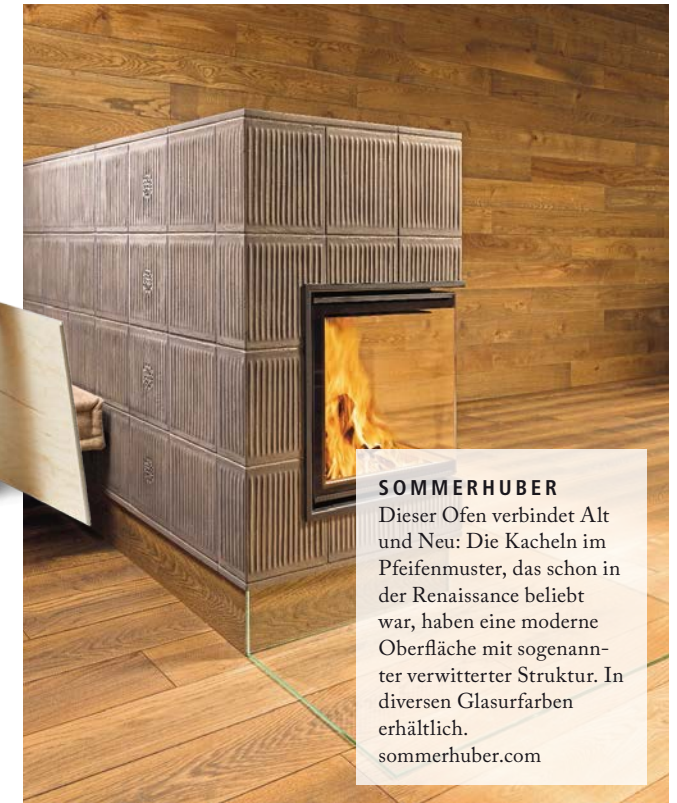 SOMMERHUBER
Dieser Ofen verbindet Alt
und Neu: Die Kacheln im
Pfeifenmuster, das schon in
der Renaissance beliebt
war, haben eine moderne
Oberfläche mit sogenann-
ter verwitterter Struktur. In
diversen Glasurfarben
erhältlich.
sommerhuber.com